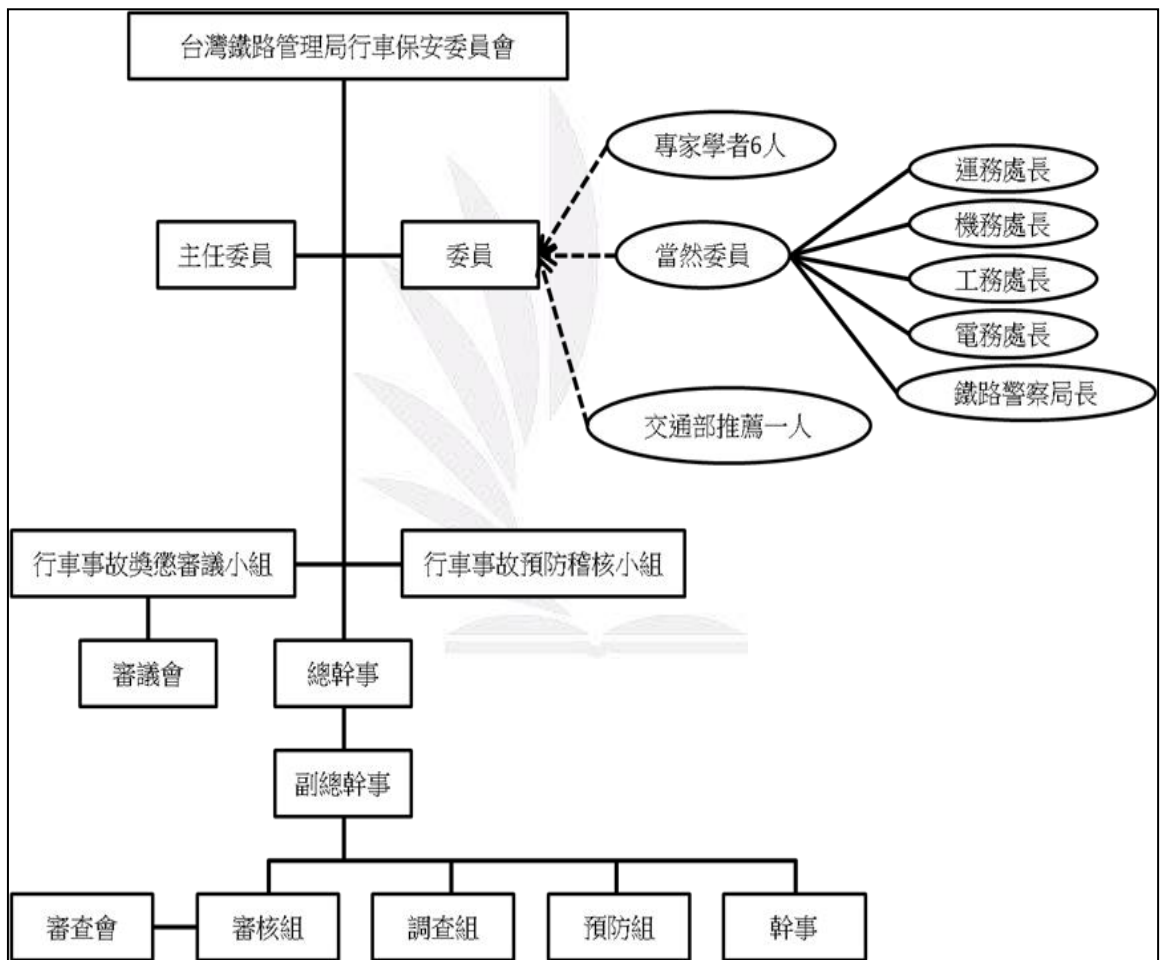 台灣鐵路管理局行車保安委員會
專家學者6人
運務處長
機務處長
主任委員
委員
當然委員
工務處長
電務處長
鐵路警察局長
交通部推薦一人
行車事故獎懲審議小組
行車事故預防稽核小組
審議會
總幹事
副總幹事
審查會
審核組
調查組
預防組
幹事